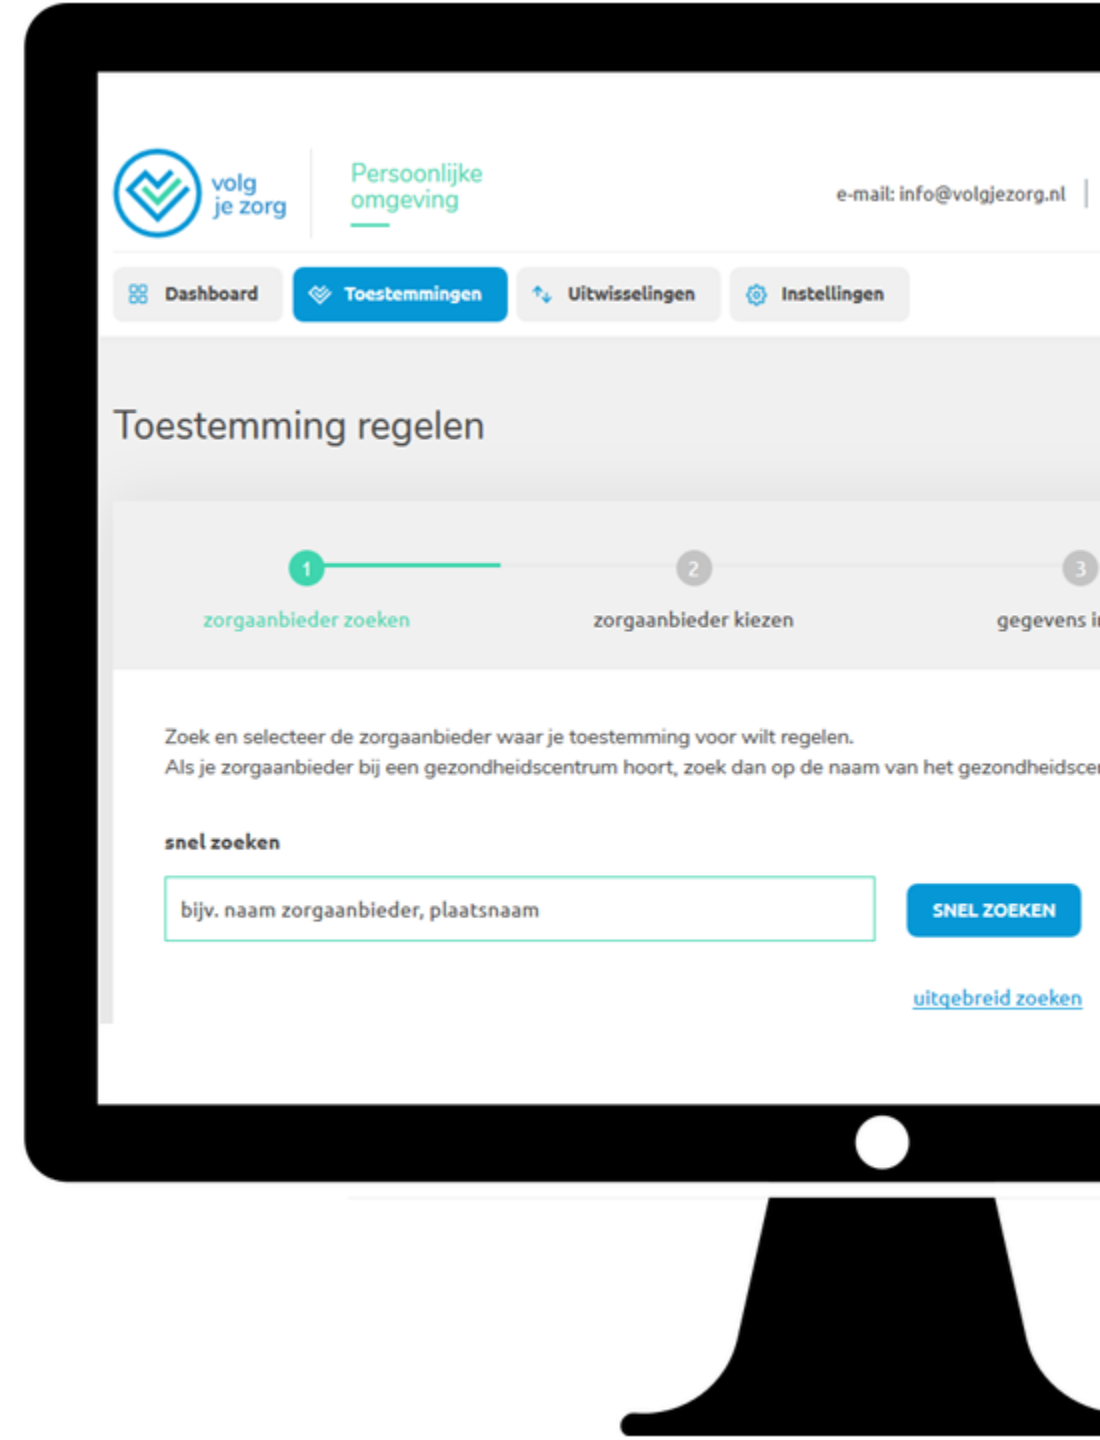 volg
je zorg
Persoonlijke
omgeving
e-mail: info@volgjezorg.nl
Dashboard
Toestemmingen
Uitwisselingen
Instellingen
Toestemming regelen
1
2
3
zorgaanbieder zoeken
zorgaanbieder kiezen
gegevens
Zoek en selecteer de zorgaanbieder waar je toestemming voor wilt regelen.
Als je zorgaanbieder bij een gezondheidscentrum hoort, zoek dan op de naam van het
snel zoeken
bijv. naam zorgaanbieder, plaatsnaam
SNEL ZOEKEN
uitgebreid zoeken